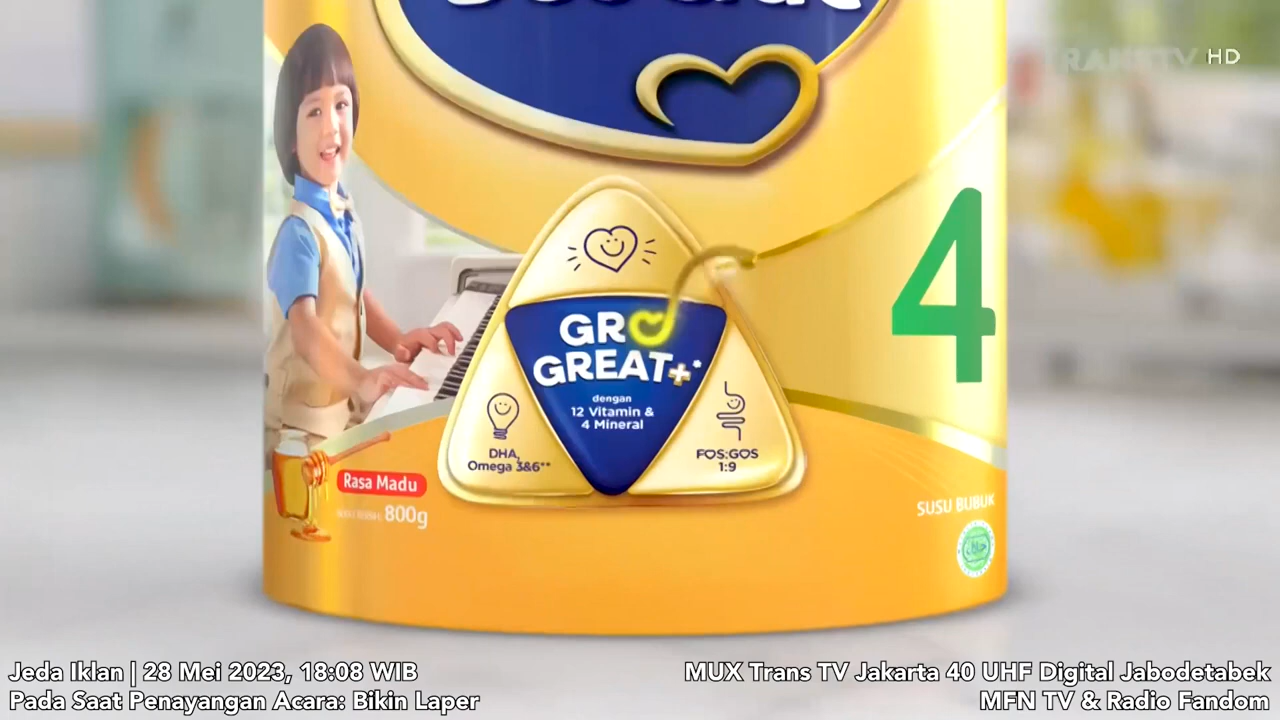 TRANS TV HD
4
GRO
GREAT+*
dengan
12 Vitamin &
4 Mineral
DHA,
Omega 3&6**
FOS:GOS
1:9
Rasa Madu
800g
SUSU BUBUK
Jeda Iklan | 28 Mei 2023, 18:08 WIB
Pada Saat Penayangan Acara: Bikin Laper
MUX Trans TV Jakarta 40 UHF Digital Jabodetabek
MFN TV & Radio Fandom